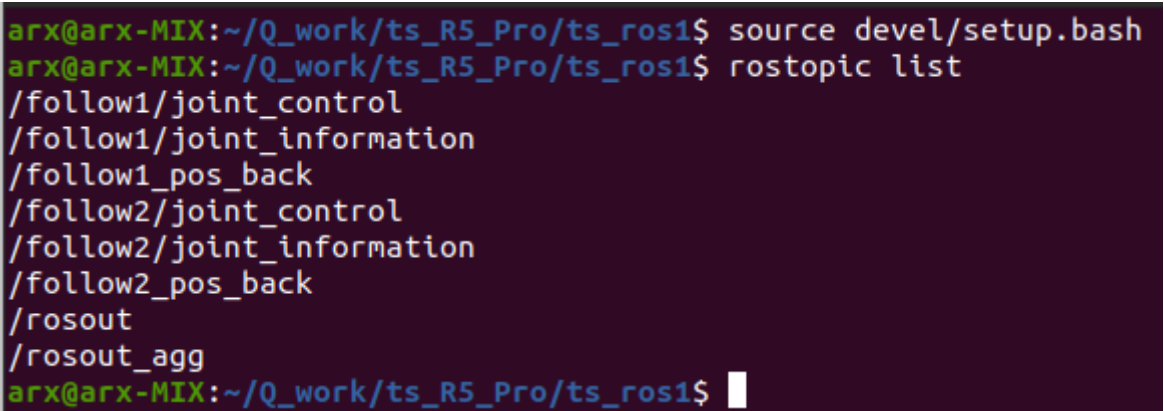 arx@arx-MIX:~/Q_work/ts_R5_Pro/ts_ros1$ source devel/setup.bash
arx@arx-MIX:~/Q_work/ts_R5_Pro/ts_ros1$ rostopic list
/follow1/joint_control
/follow1/joint_information
/follow1_pos_back
/follow2/joint_control
/follow2/joint_information
/follow2_pos_back
/rosout
/rosout_agg
arx@arx-MIX:~/Q_work/ts_R5_Pro/ts_ros1$